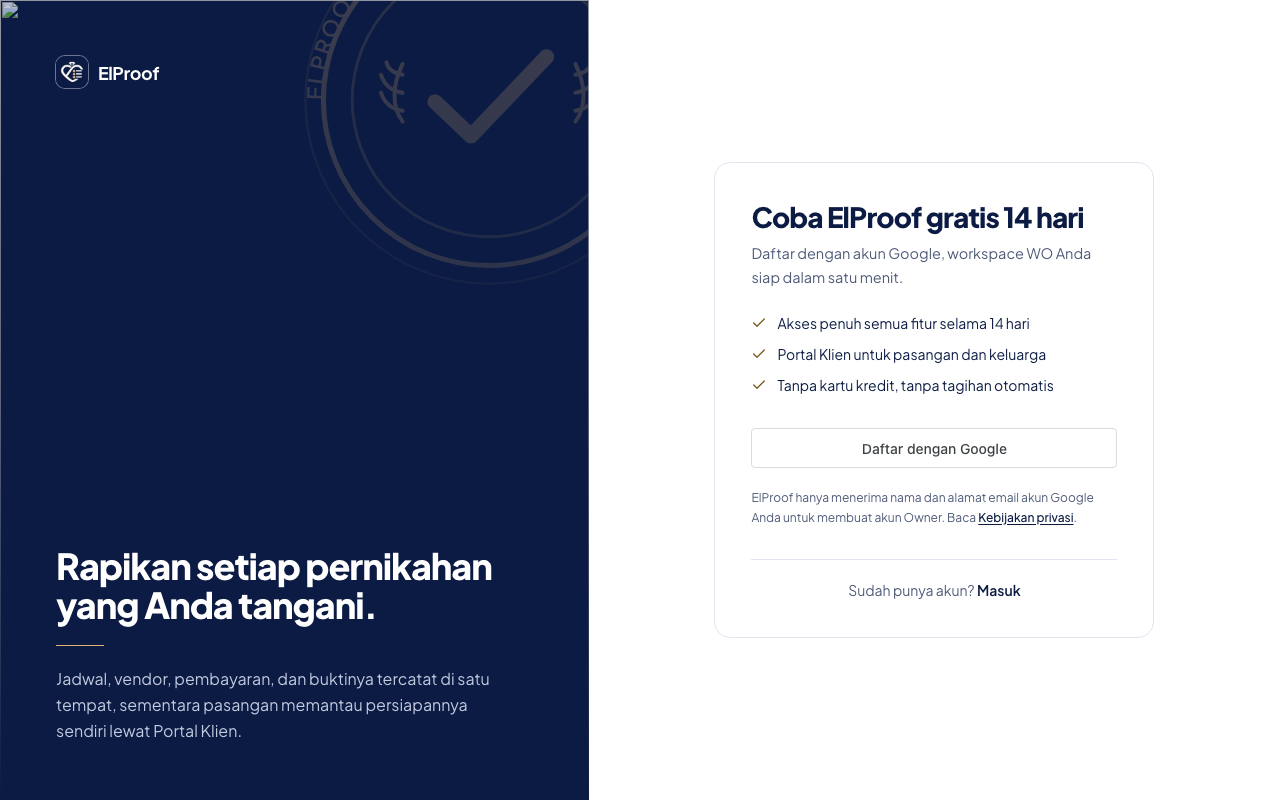 ElProof
ELPROO
Rapikan setiap pernikahan
yang Anda tangani.
Jadwal, vendor, pembayaran, dan buktinya tercatat di satu
tempat, sementara pasangan memantau persiapannya
sendiri lewat Portal Klien.
Coba ElProof gratis 14 hari
Daftar dengan akun Google, workspace WO Anda
siap dalam satu menit.
Akses penuh semua fitur selama 14 hari
Portal Klien untuk pasangan dan keluarga
Tanpa kartu kredit, tanpa tagihan otomatis
Daftar dengan Google
ElProof hanya menerima nama dan alamat email akun Google
Anda untuk membuat akun Owner. Baca Kebijakan privasi.
Sudah punya akun? Masuk